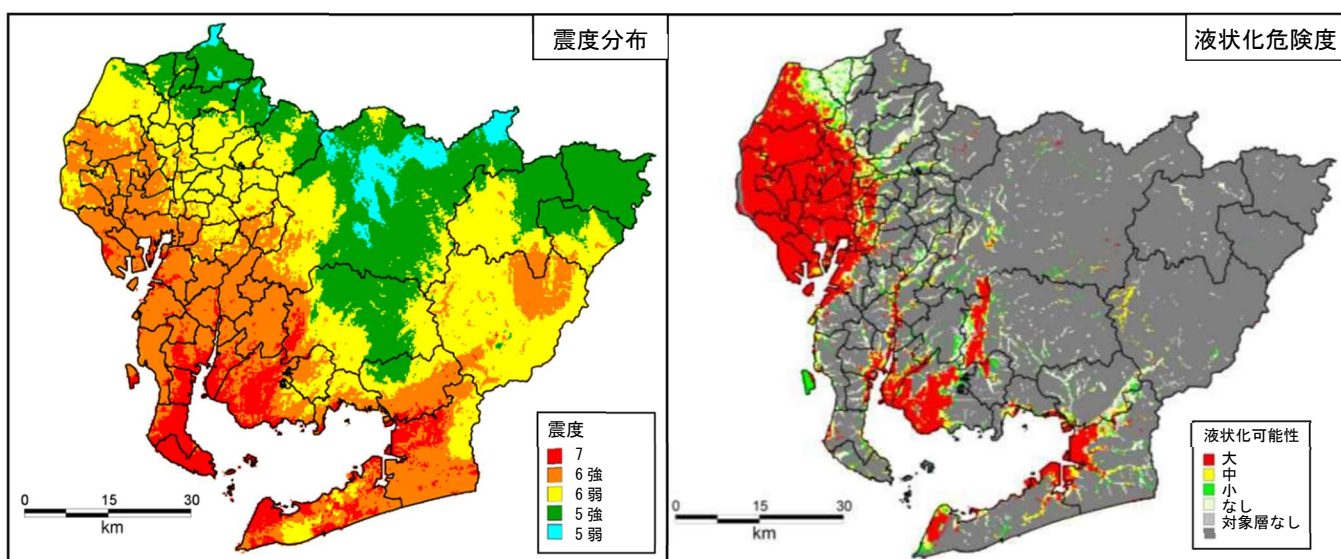 震度分布
震度
7
6 強
6 弱
5 強
5 弱
0 15 30
km
液状化危険度
液状化可能性
大
中
小
なし
対象層なし
0 15 30
km